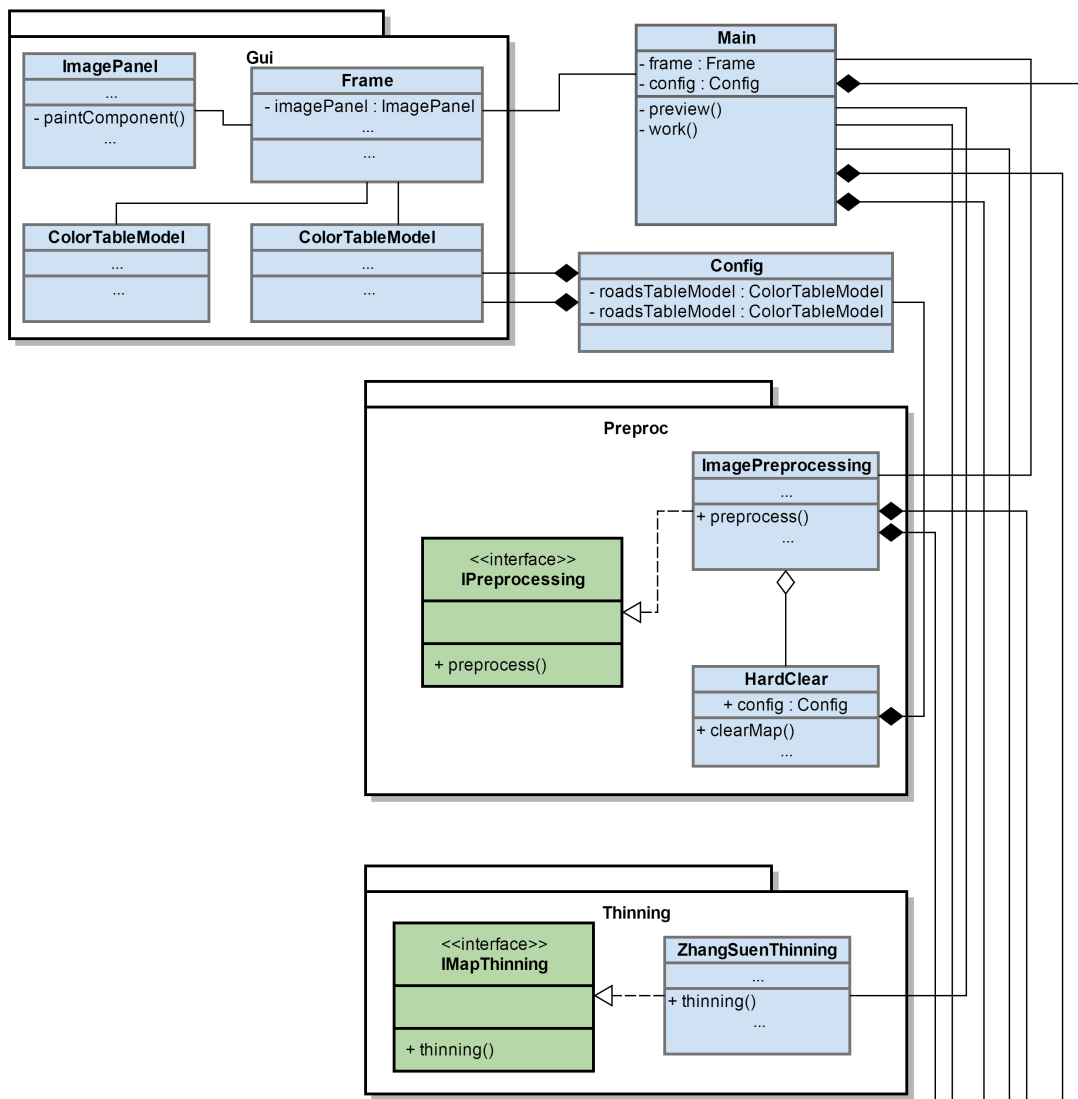 Gui
ImagePanel
...
- paintComponent()
...
Frame
- imagePanel : ImagePanel
...
...
ColorTableModel
...
...
ColorTableModel
...
...
Main
- frame : Frame
- config : Config
- preview()
- work()
Config
- roadsTableModel : ColorTableModel
- roadsTableModel : ColorTableModel
Preproc
ImagePreprocessing
...
+ preprocess()
...
<<interface>>
IPreprocessing
+ preprocess()
HardClear
+ config : Config
+ clearMap()
...
Thinning
<<interface>>
IMapThinning
+ thinning()
ZhangSuenThinning
...
+ thinning()
...